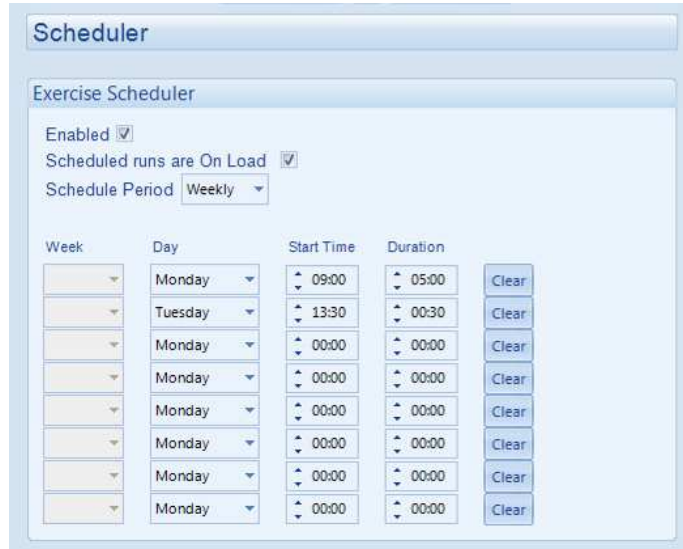 Scheduler
Exercise Scheduler
Enabled
Scheduled runs are On Load
Schedule Period Weekly
Week Day Start Time Duration
Monday 09:00 05:00 Clear
Tuesday 13:30 00:30 Clear
Monday 00:00 00:00 Clear
Monday 00:00 00:00 Clear
Monday 00:00 00:00 Clear
Monday 00:00 00:00 Clear
Monday 00:00 00:00 Clear
Monday 00:00 00:00 Clear